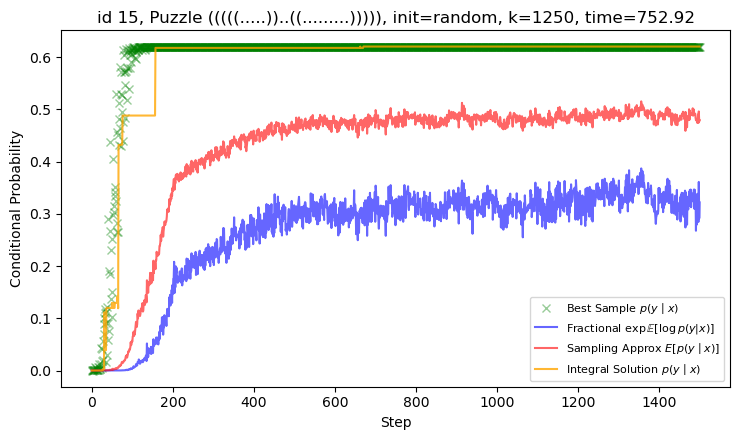 id 15, Puzzle (((((.....))..((.........))))), init=random, k=1250, time=752.92
Conditional Probability
0.6
0.5
0.4
0.3
0.2
0.1
0.0
Best Sample p(y | x)
Fractional exp 𝔼[log p(y|x)]
Sampling Approx E[p(y | x)]
Integral Solution p(y | x)
0 200 400 600 800 1000 1200 1400
Step